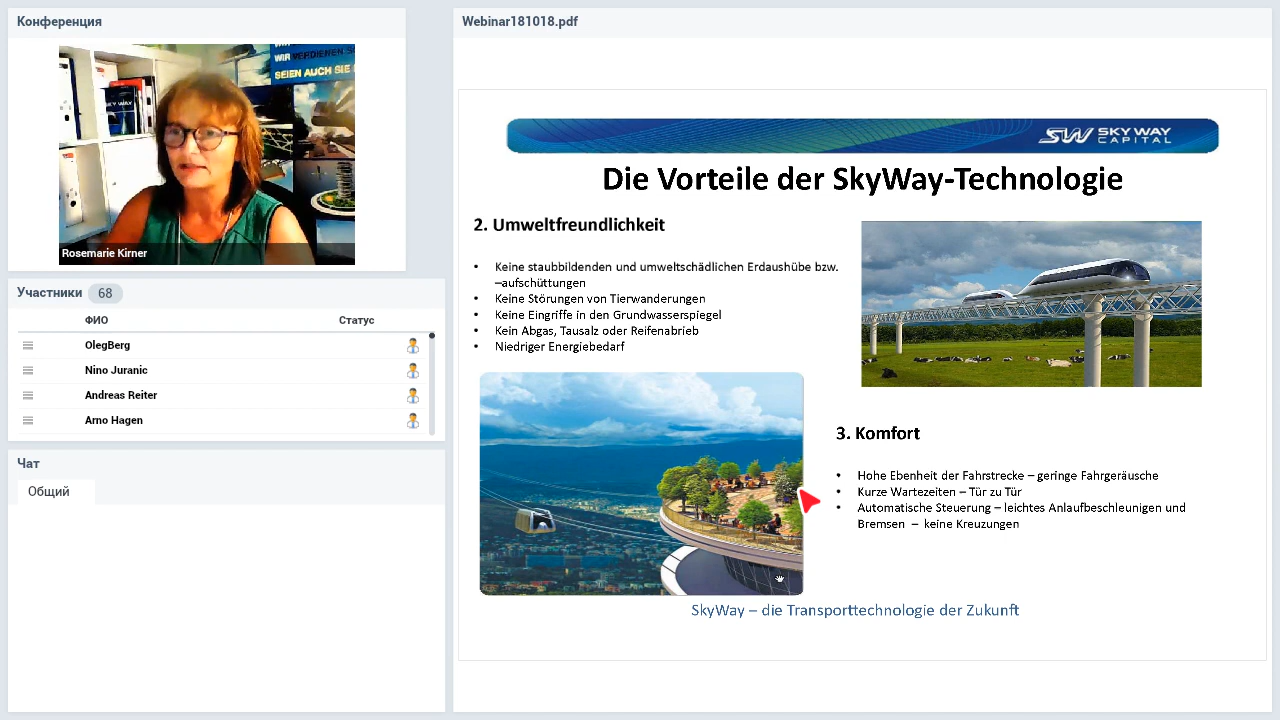 Конференция
WIR VERDIENEN
SEIEN AUCH SIE
SKY WAY
Rosemarie Kirner
Участники 68
ФИО Статус
OlegBerg
Nino Juranic
Andreas Reiter
Arno Hagen
Чат
Общий
Webinar181018.pdf
SW SKY WAY
CAPITAL
Die Vorteile der SkyWay-Technologie
2. Umweltfreundlichkeit
• Keine staubbildenden und umweltschädlichen Erdaushübe bzw.
–aufschüttungen
• Keine Störungen von Tierwanderungen
• Keine Eingriffe in den Grundwasserspiegel
• Kein Abgas, Tausalz oder Reifenabrieb
• Niedriger Energiebedarf
3. Komfort
• Hohe Ebenheit der Fahrstrecke – geringe Fahrgeräusche
• Kurze Wartezeiten – Tür zu Tür
• Automatische Steuerung – leichtes Anlaufbeschleunigen und
Bremsen – keine Kreuzungen
SkyWay – die Transporttechnologie der Zukunft